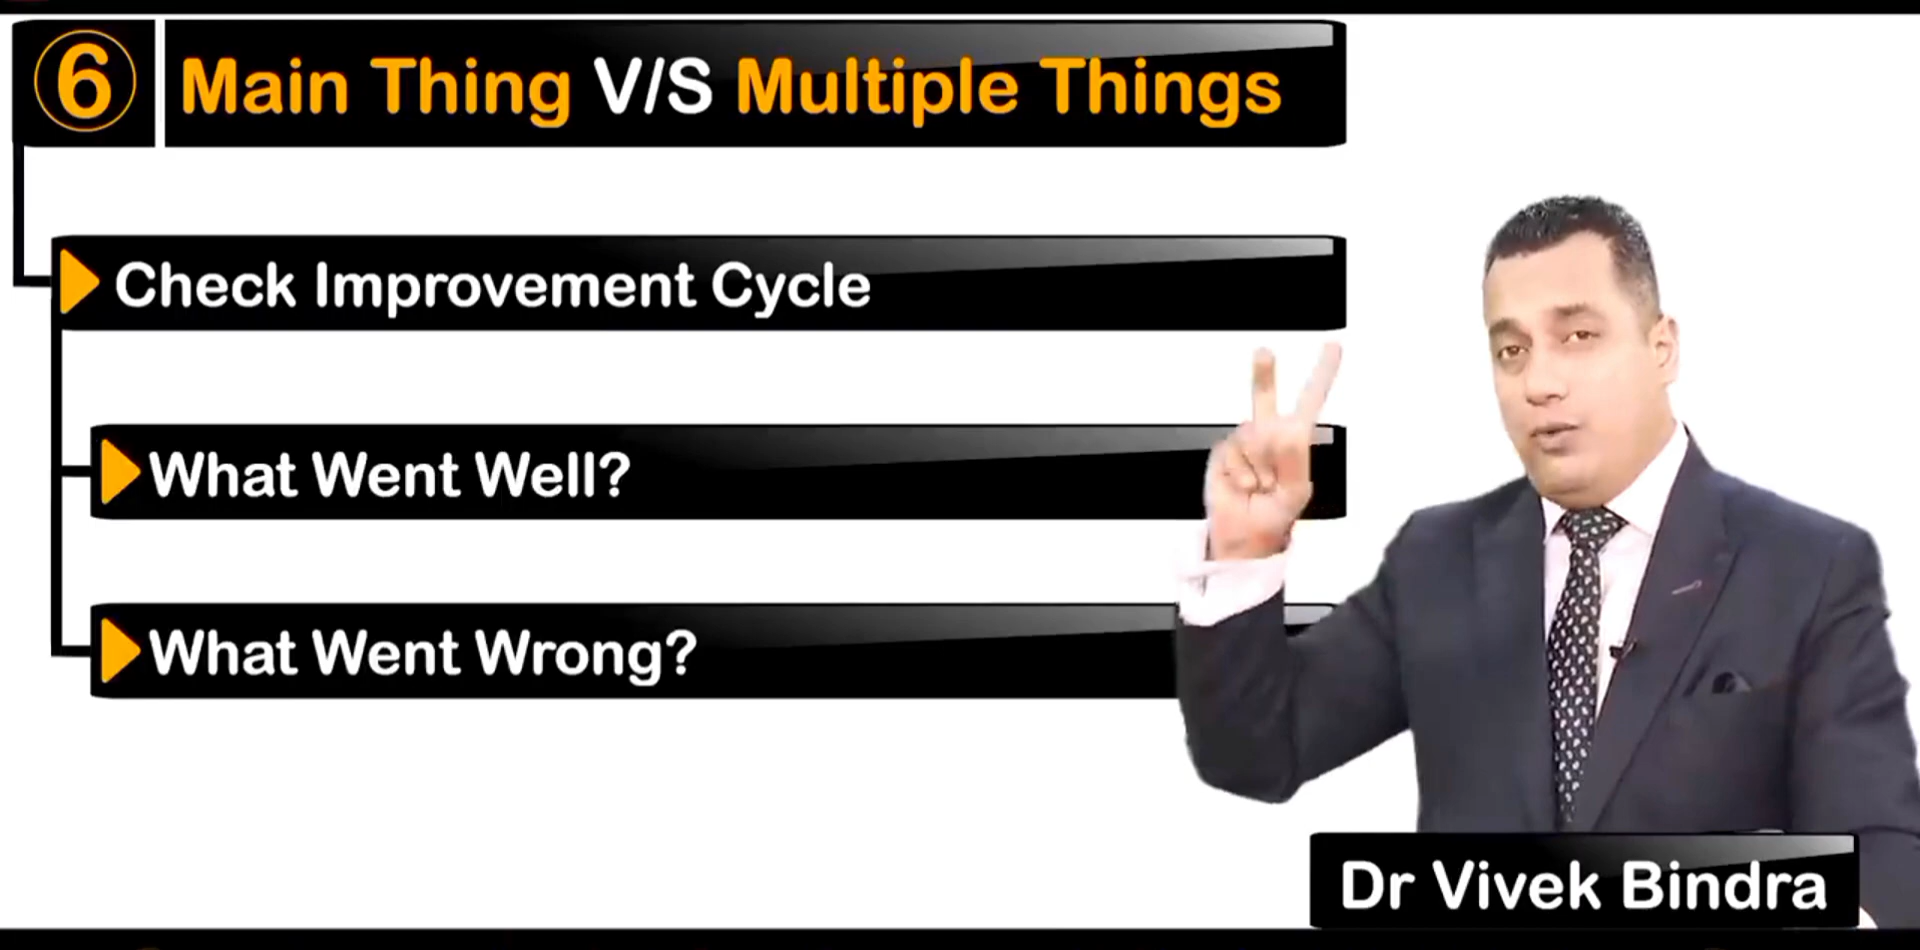 6 Main Thing V/S Multiple Things
Check Improvement Cycle
What Went Well?
What Went Wrong?
Dr Vivek Bindra